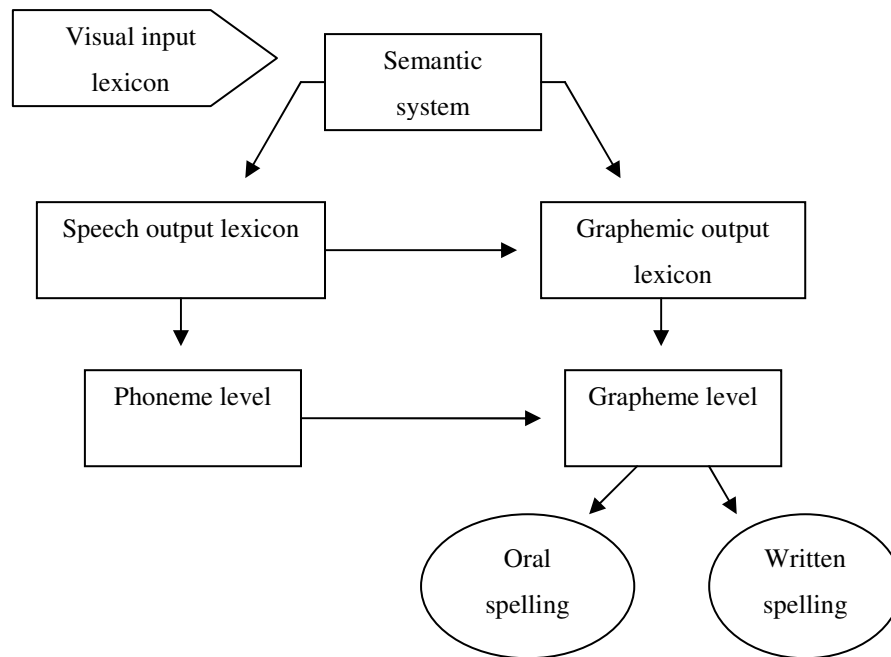 Visual input
lexicon
Semantic
system
Speech output lexicon
Graphemic output
lexicon
Phoneme level
Grapheme level
Oral
spelling
Written
spelling